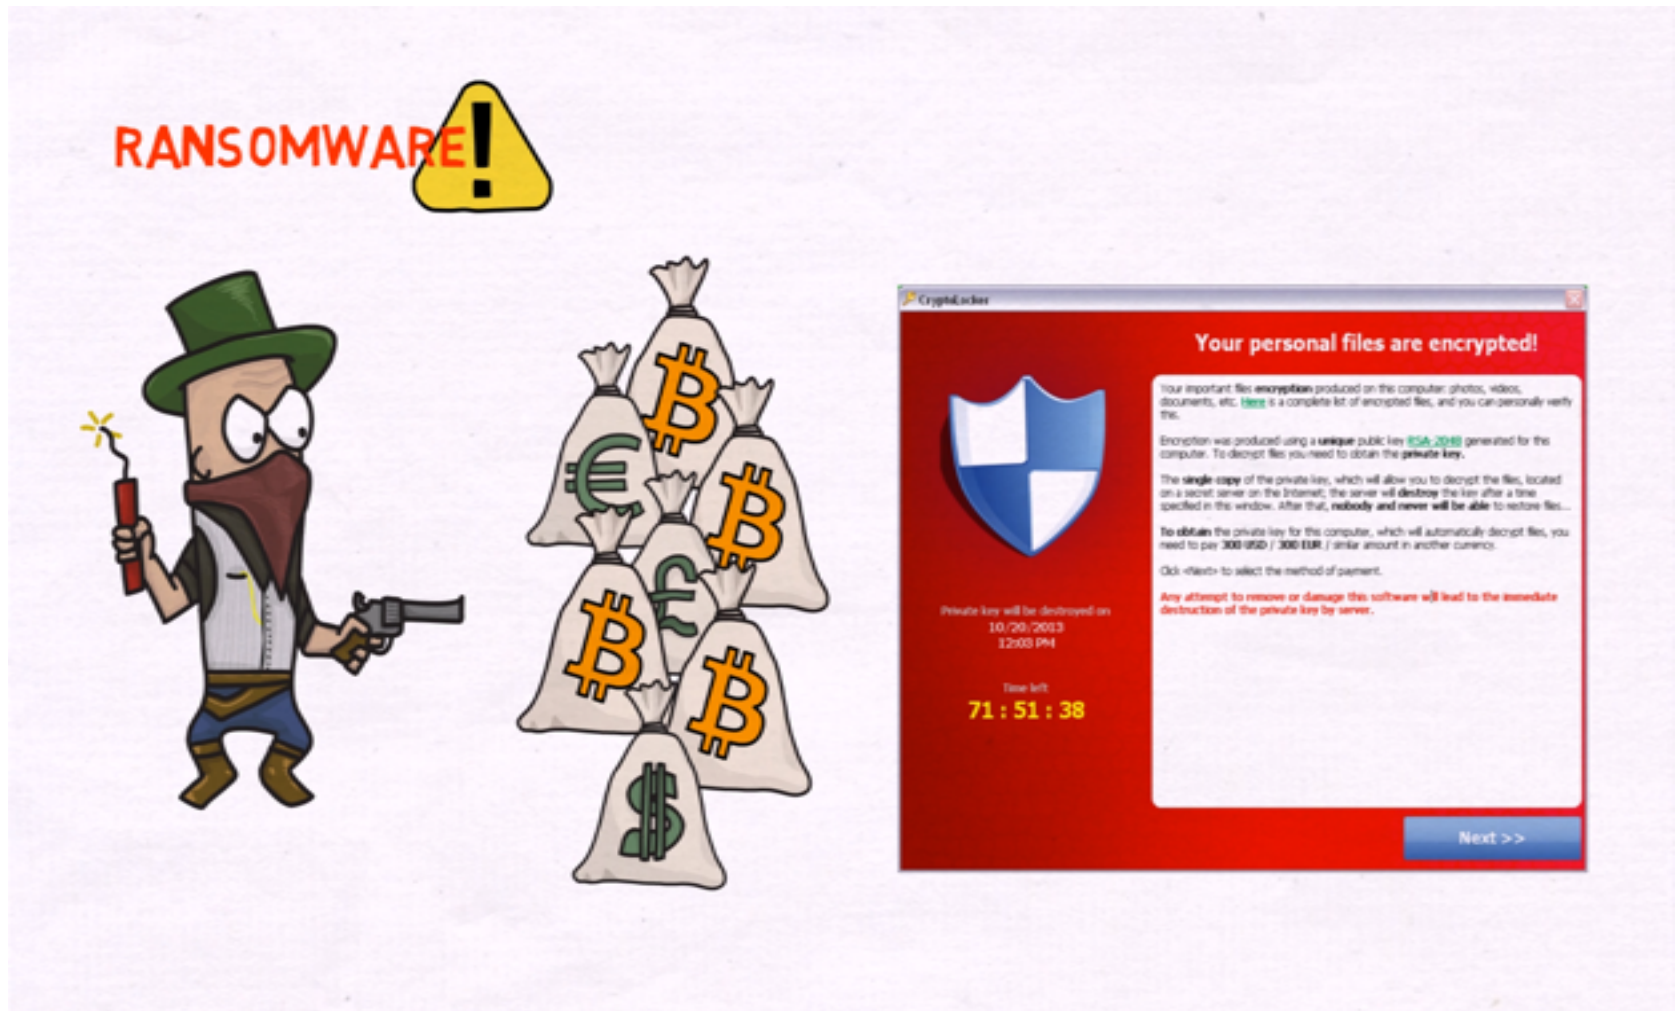 RANSOMWARE!
CryptoLocker
Your personal files are encrypted!
Your important files encryption produced on this computer: photos, videos,
documents, etc. Here is a complete list of encrypted files, and you can personally verify
this.
Encryption was produced using a unique public key RSA-2048 generated for this
computer. To decrypt files you need to obtain the private key.
The single copy of the private key, which will allow you to decrypt the files, located
on a secret server on the Internet; the server will destroy the key after a time
specified in this window. After that, nobody and never will be able to restore files...
To obtain the private key for this computer, which will automatically decrypt files, you
need to pay 300 USD / 300 EUR / similar amount in another currency.
Click «Next» to select the method of payment.
Any attempt to remove or damage this software will lead to the immediate
destruction of the private key by server.
Private key will be destroyed on
10/20/2013
12:03 PM
Time left
71 : 51 : 38
Next >>